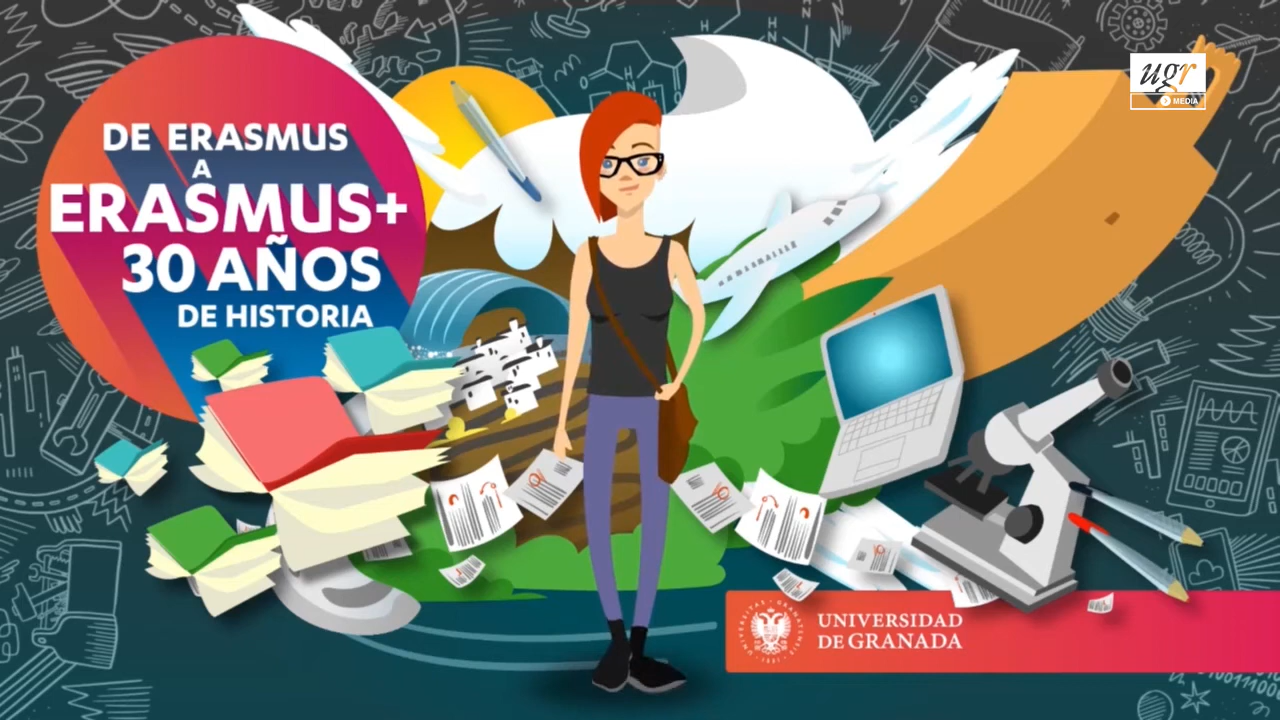 DE ERASMUS
A
ERASMUS+
30 AÑOS
DE HISTORIA
ugr
MEDIA
UNIVERSIDAD
DE GRANADA